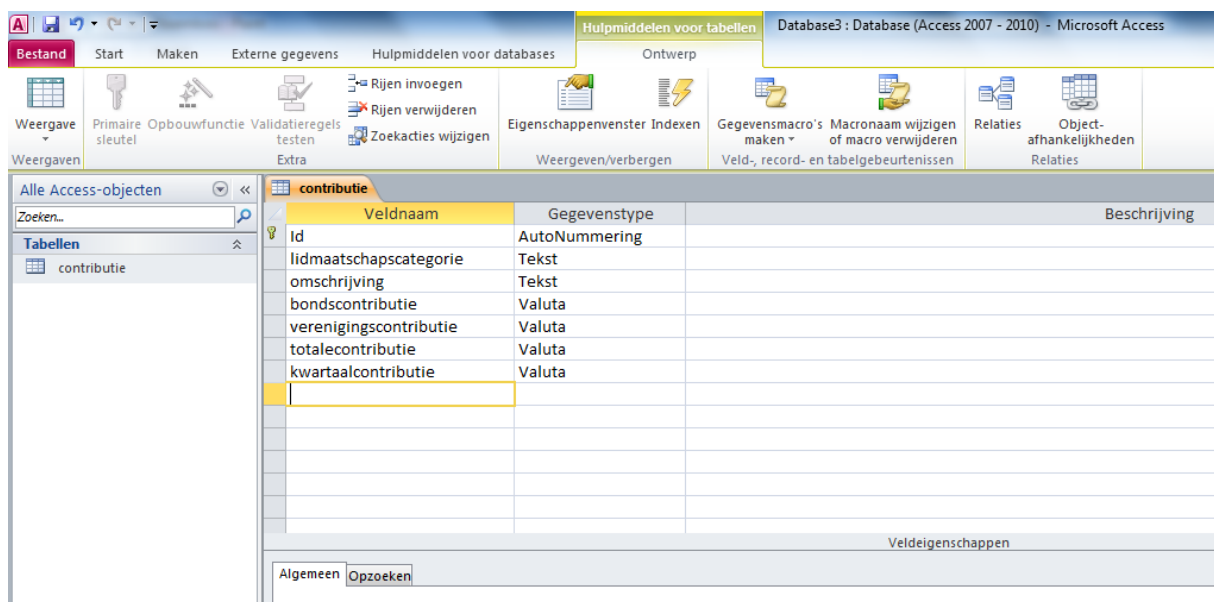 Hulpmiddelen voor tabellen Database3 : Database (Access 2007 - 2010) - Microsoft Access
Bestand Start Maken Externe gegevens Hulpmiddelen voor databases Ontwerp
Weergave
Weergaven
Primaire sleutel
Opbouwfunctie
Validatieregels testen
Rijen invoegen
Rijen verwijderen
Zoekacties wijzigen
Extra
Eigenschappenvenster
Indexen
Weergeven/verbergen
Gegevensmacro's maken
Macronaam wijzigen of macro verwijderen
Veld-, record- en tabelgebeurtenissen
Relaties
Object-
afhankelijkheden
Relaties
Alle Access-objecten «
Zoeken...
Tabellen
contributie
contributie
Veldnaam Gegevenstype Beschrijving
Id AutoNummering
lidmaatschapscategorie Tekst
omschrijving Tekst
bondscontributie Valuta
verenigingscontributie Valuta
totalecontributie Valuta
kwartaalcontributie Valuta
Veldeigenschappen
Algemeen Opzoeken